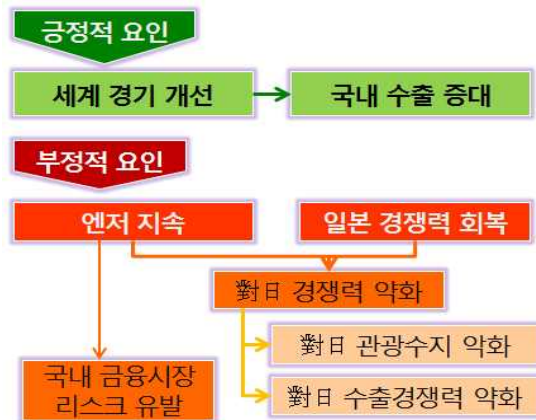 긍정적 요인
세계 경기 개선
국내 수출 증대
부정적 요인
엔저 지속
일본 경쟁력 회복
對日 경쟁력 약화
對日 관광수지 악화
국내 금융시장
리스크 유발
對日 수출경쟁력 약화